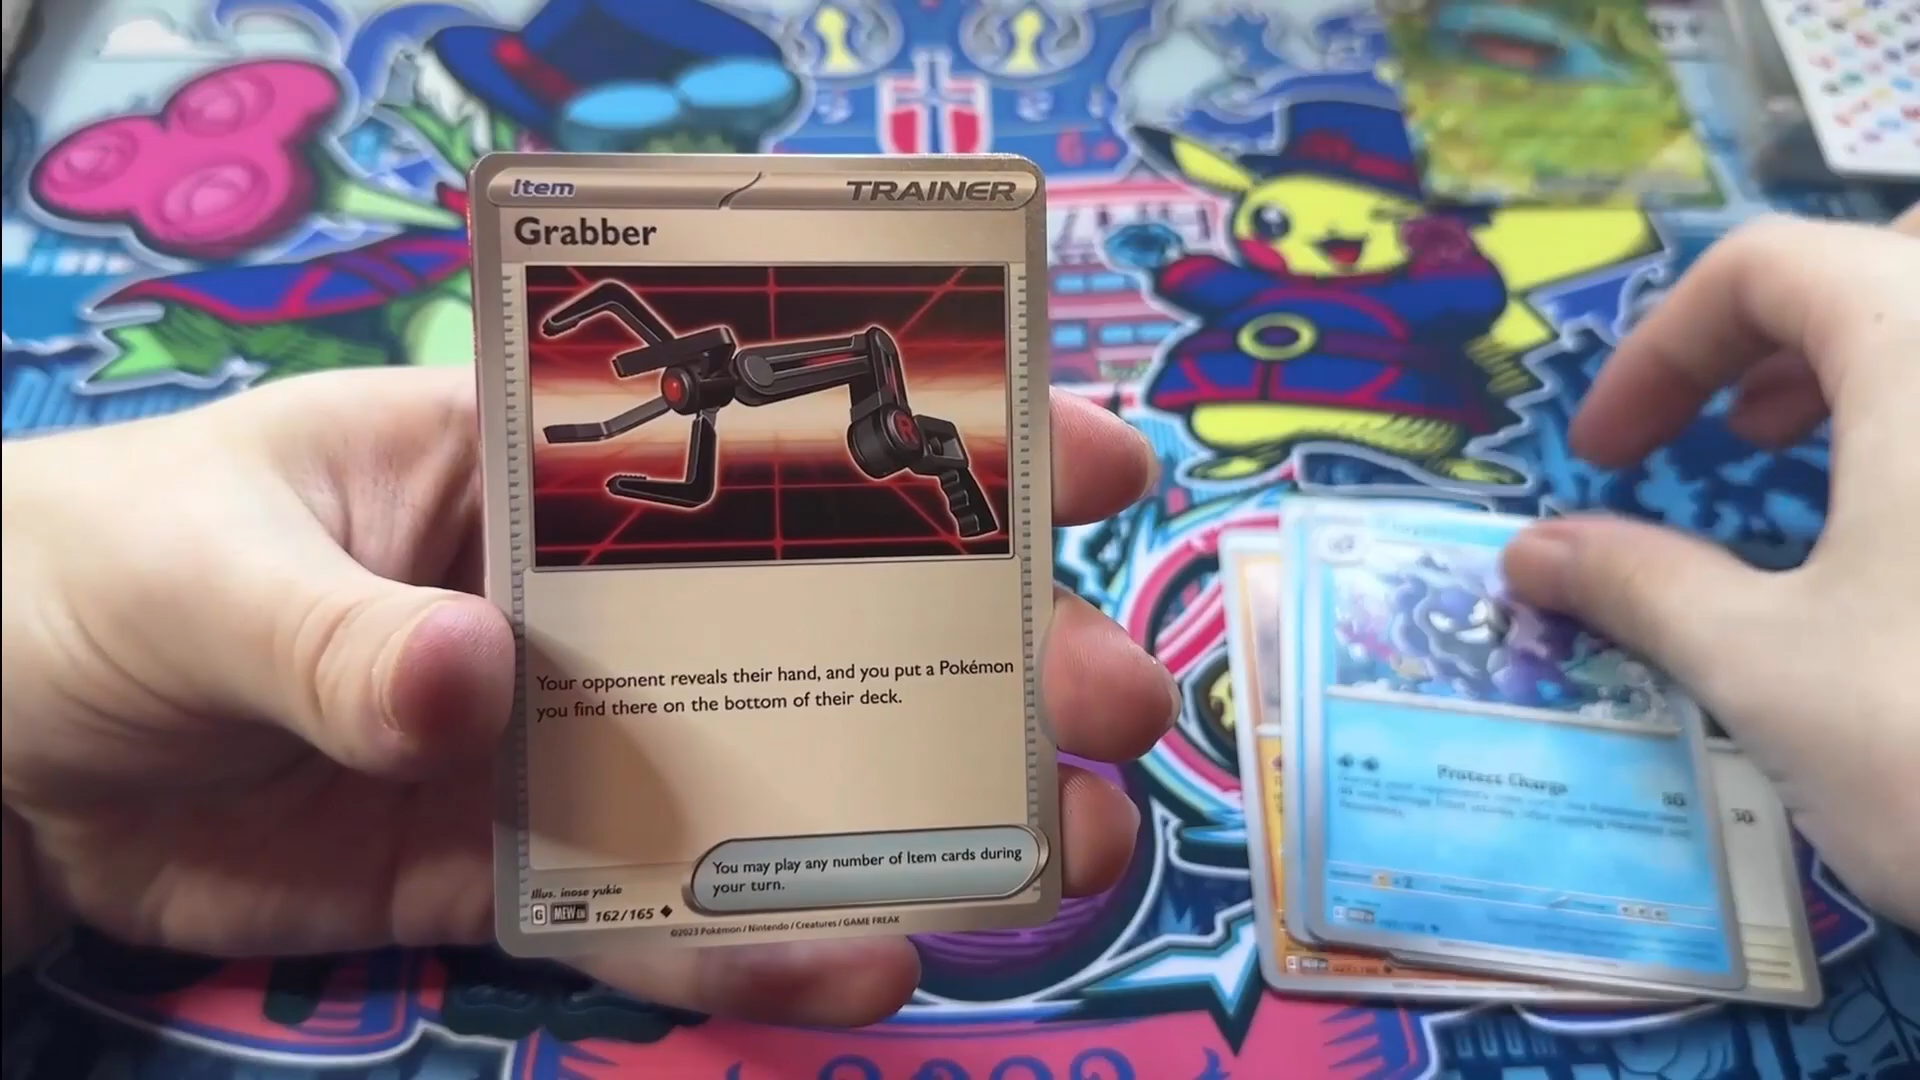 Item
TRAINER
Grabber
R
Your opponent reveals their hand, and you put a Pokémon
you find there on the bottom of their deck.
You may play any number of Item cards during
your turn.
Illus. inose yukie
G MEW EN 162/165
©2023 Pokémon / Nintendo / Creatures / GAME FREAK
Protect Charge
80
30